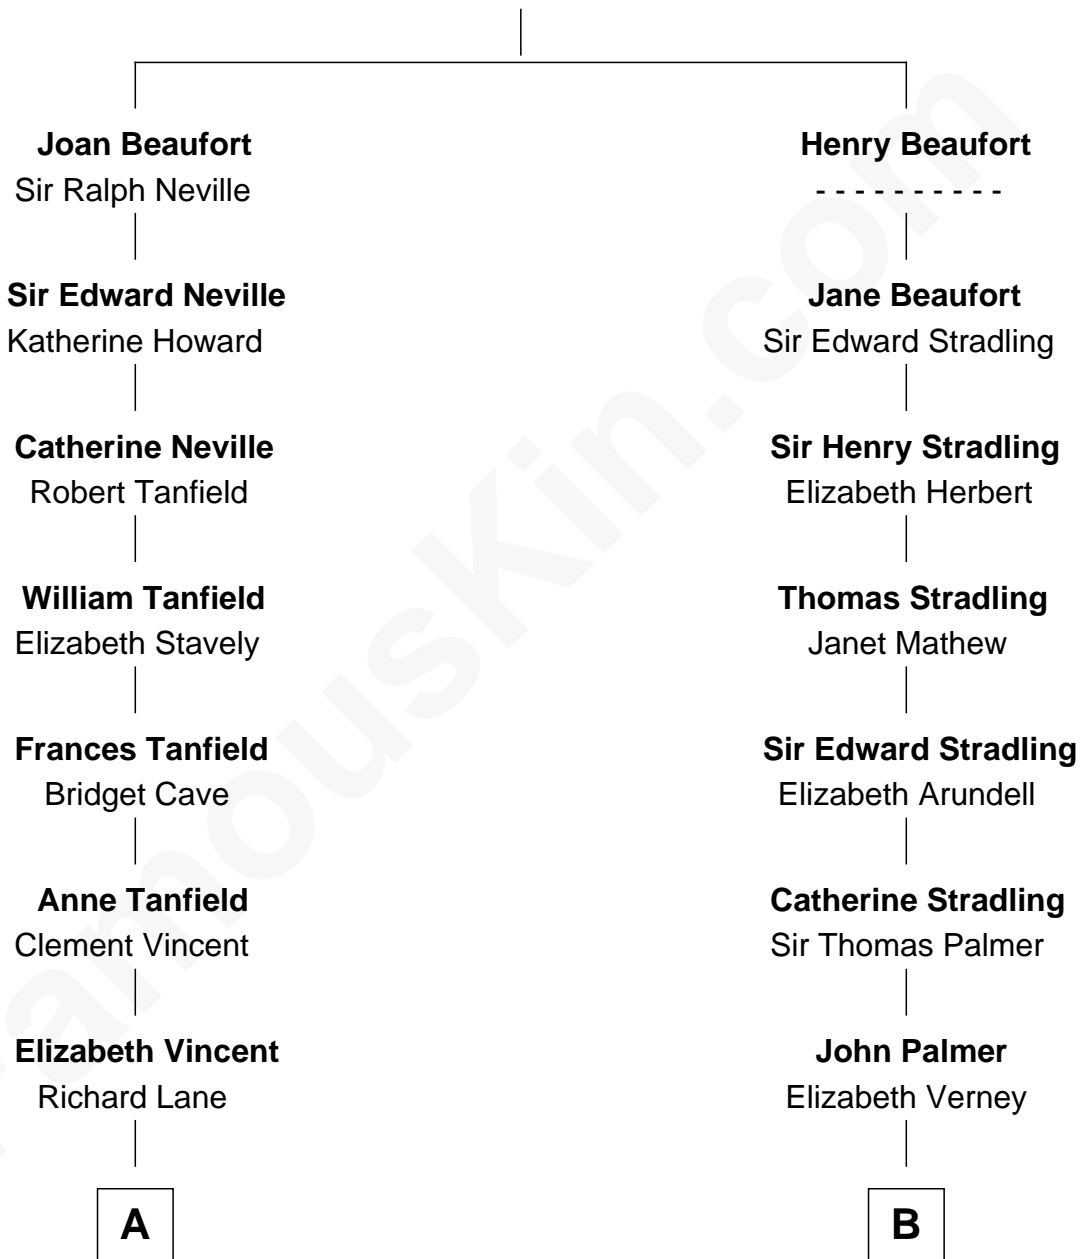 Joan Beaufort
Sir Ralph Neville
Henry Beaufort
- - - - - - - - - -
Sir Edward Neville
Katherine Howard
Jane Beaufort
Sir Edward Stradling
Catherine Neville
Robert Tanfield
Sir Henry Stradling
Elizabeth Herbert
William Tanfield
Elizabeth Stavely
Thomas Stradling
Janet Mathew
Frances Tanfield
Bridget Cave
Sir Edward Stradling
Elizabeth Arundell
Anne Tanfield
Clement Vincent
Catherine Stradling
Sir Thomas Palmer
Elizabeth Vincent
Richard Lane
John Palmer
Elizabeth Verney
A
B
FamousKin.com